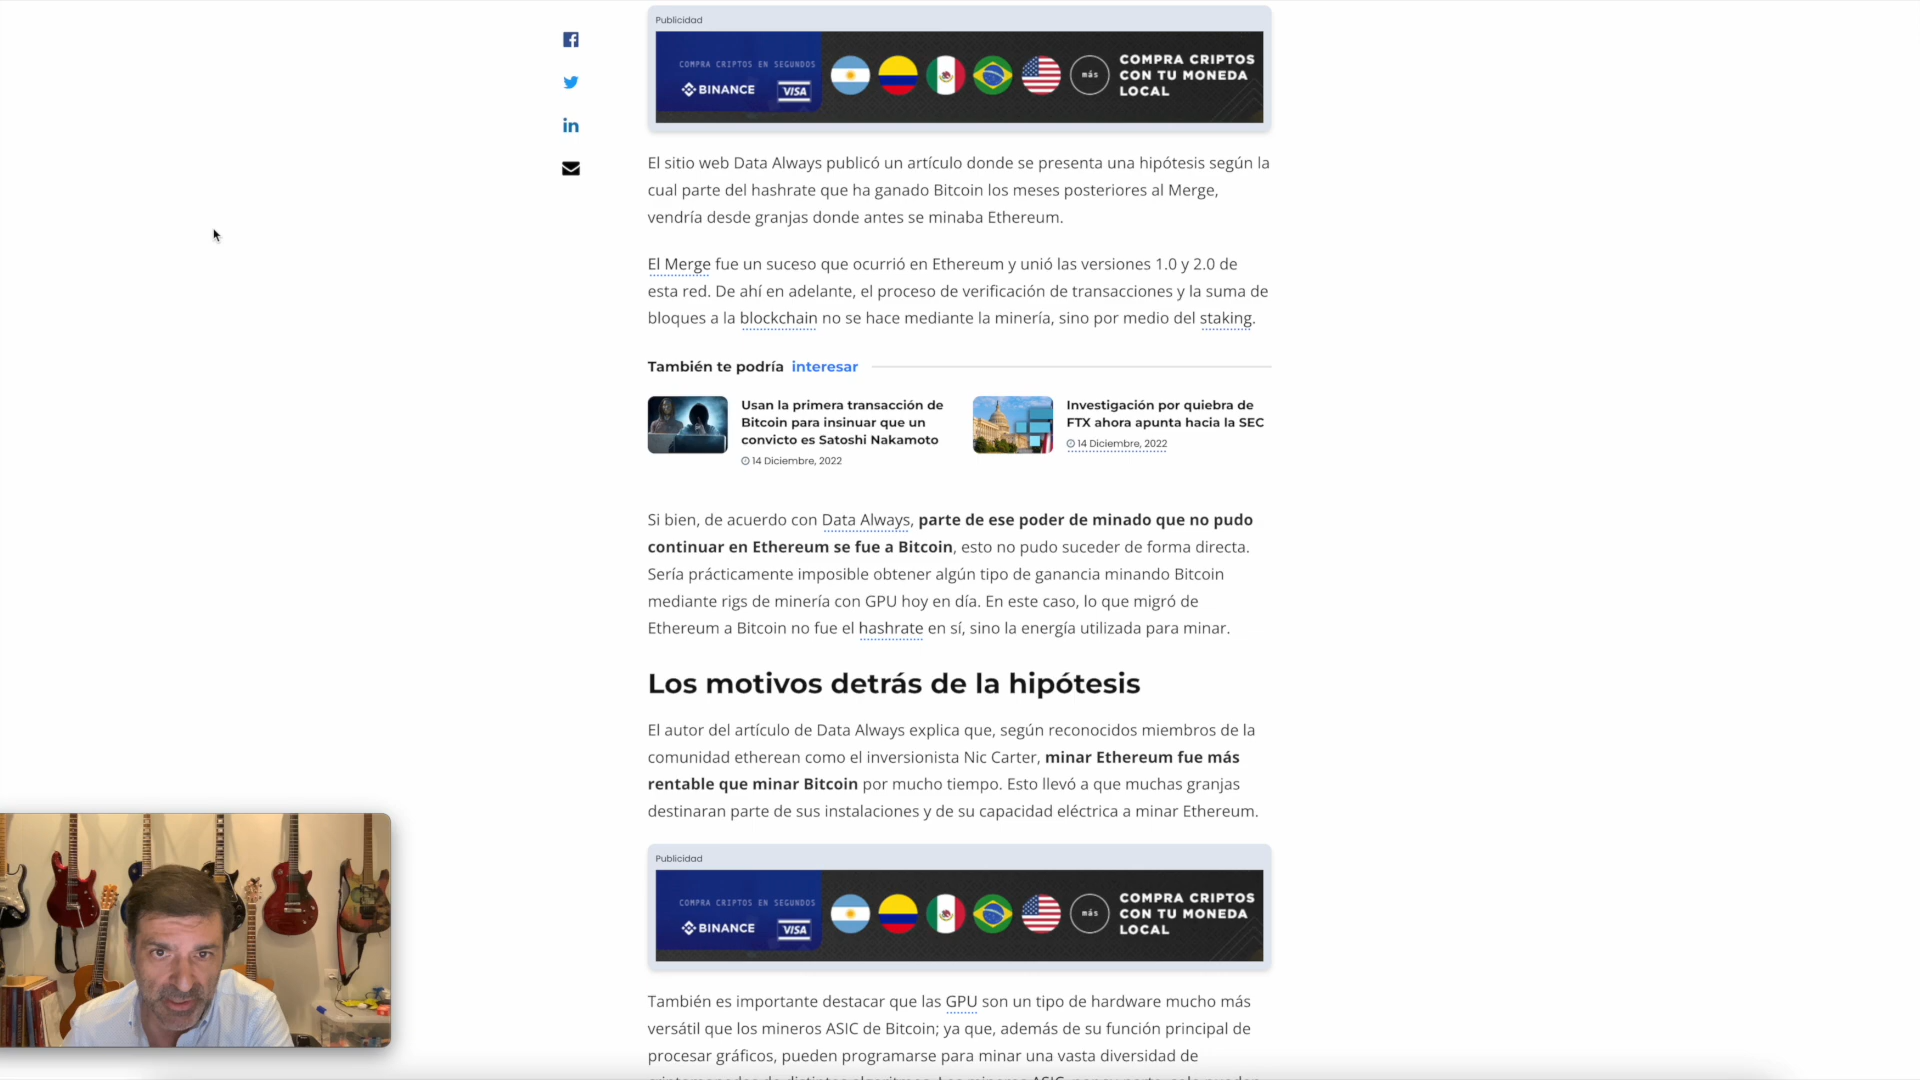 Publicidad
COMPRA CRIPTOS EN SEGUNDOS
BINANCE
VISA
más
COMPRA CRIPTOS
CON TU MONEDA
LOCAL
El sitio web Data Always publicó un artículo donde se presenta una hipótesis según la
cual parte del hashrate que ha ganado Bitcoin los meses posteriores al Merge,
vendría desde granjas donde antes se minaba Ethereum.
El Merge fue un suceso que ocurrió en Ethereum y unió las versiones 1.0 y 2.0 de
esta red. De ahí en adelante, el proceso de verificación de transacciones y la suma de
bloques a la blockchain no se hace mediante la minería, sino por medio del staking.
También te podría interesar
Usan la primera transacción de
Bitcoin para insinuar que un
convicto es Satoshi Nakamoto
14 Diciembre, 2022
Investigación por quiebra de
FTX ahora apunta hacia la SEC
14 Diciembre, 2022
Si bien, de acuerdo con Data Always, parte de ese poder de minado que no pudo
continuar en Ethereum se fue a Bitcoin, esto no pudo suceder de forma directa.
Sería prácticamente imposible obtener algún tipo de ganancia minando Bitcoin
mediante rigs de minería con GPU hoy en día. En este caso, lo que migró de
Ethereum a Bitcoin no fue el hashrate en sí, sino la energía utilizada para minar.
Los motivos detrás de la hipótesis
El autor del artículo de Data Always explica que, según reconocidos miembros de la
comunidad etherean como el inversionista Nic Carter, minar Ethereum fue más
rentable que minar Bitcoin por mucho tiempo. Esto llevó a que muchas granjas
destinaran parte de sus instalaciones y de su capacidad eléctrica a minar Ethereum.
Publicidad
COMPRA CRIPTOS EN SEGUNDOS
BINANCE
VISA
más
COMPRA CRIPTOS
CON TU MONEDA
LOCAL
También es importante destacar que las GPU son un tipo de hardware mucho más
versátil que los mineros ASIC de Bitcoin; ya que, además de su función principal de
procesar gráficos, pueden programarse para minar una vasta diversidad de